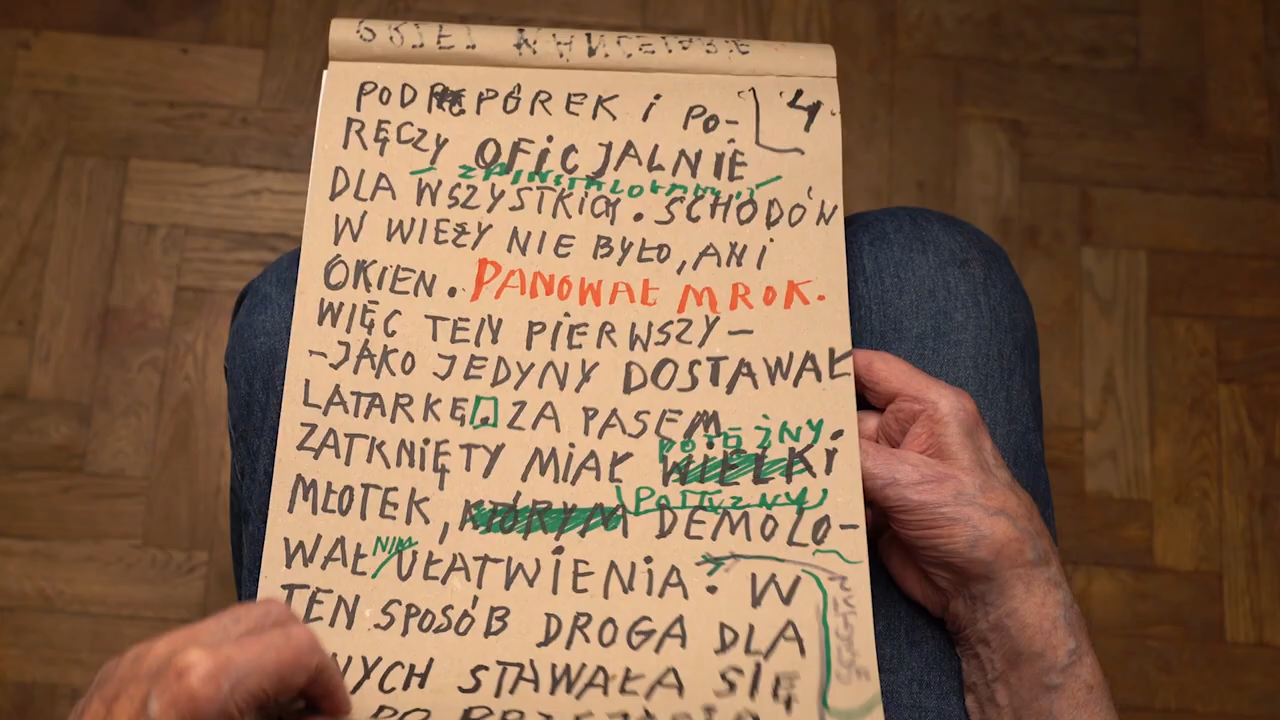 4
PODPÓREK i PO-
RĘCZY OFICJALNIE
ZAINSTALOWANYCH
DLA WSZYSTKICH. SCHODÓW
W WIEŻY NIE BYŁO, ANI
OKIEN. PANOWAŁ MROK.
WIĘC TEN PIERWSZY –
–JAKO JEDYNY DOSTAWAŁ
LATARKĘ. ZA PASEM
POTĘŻNY
ZATKNIĘTY MIAŁ WIELKI
MŁOTEK, KTÓRYM DEMOLO–
NIM
WAŁ UŁATWIENIA. W
TEN SPOSÓB DROGA DLA
NYCH STAWAŁA SIĘ